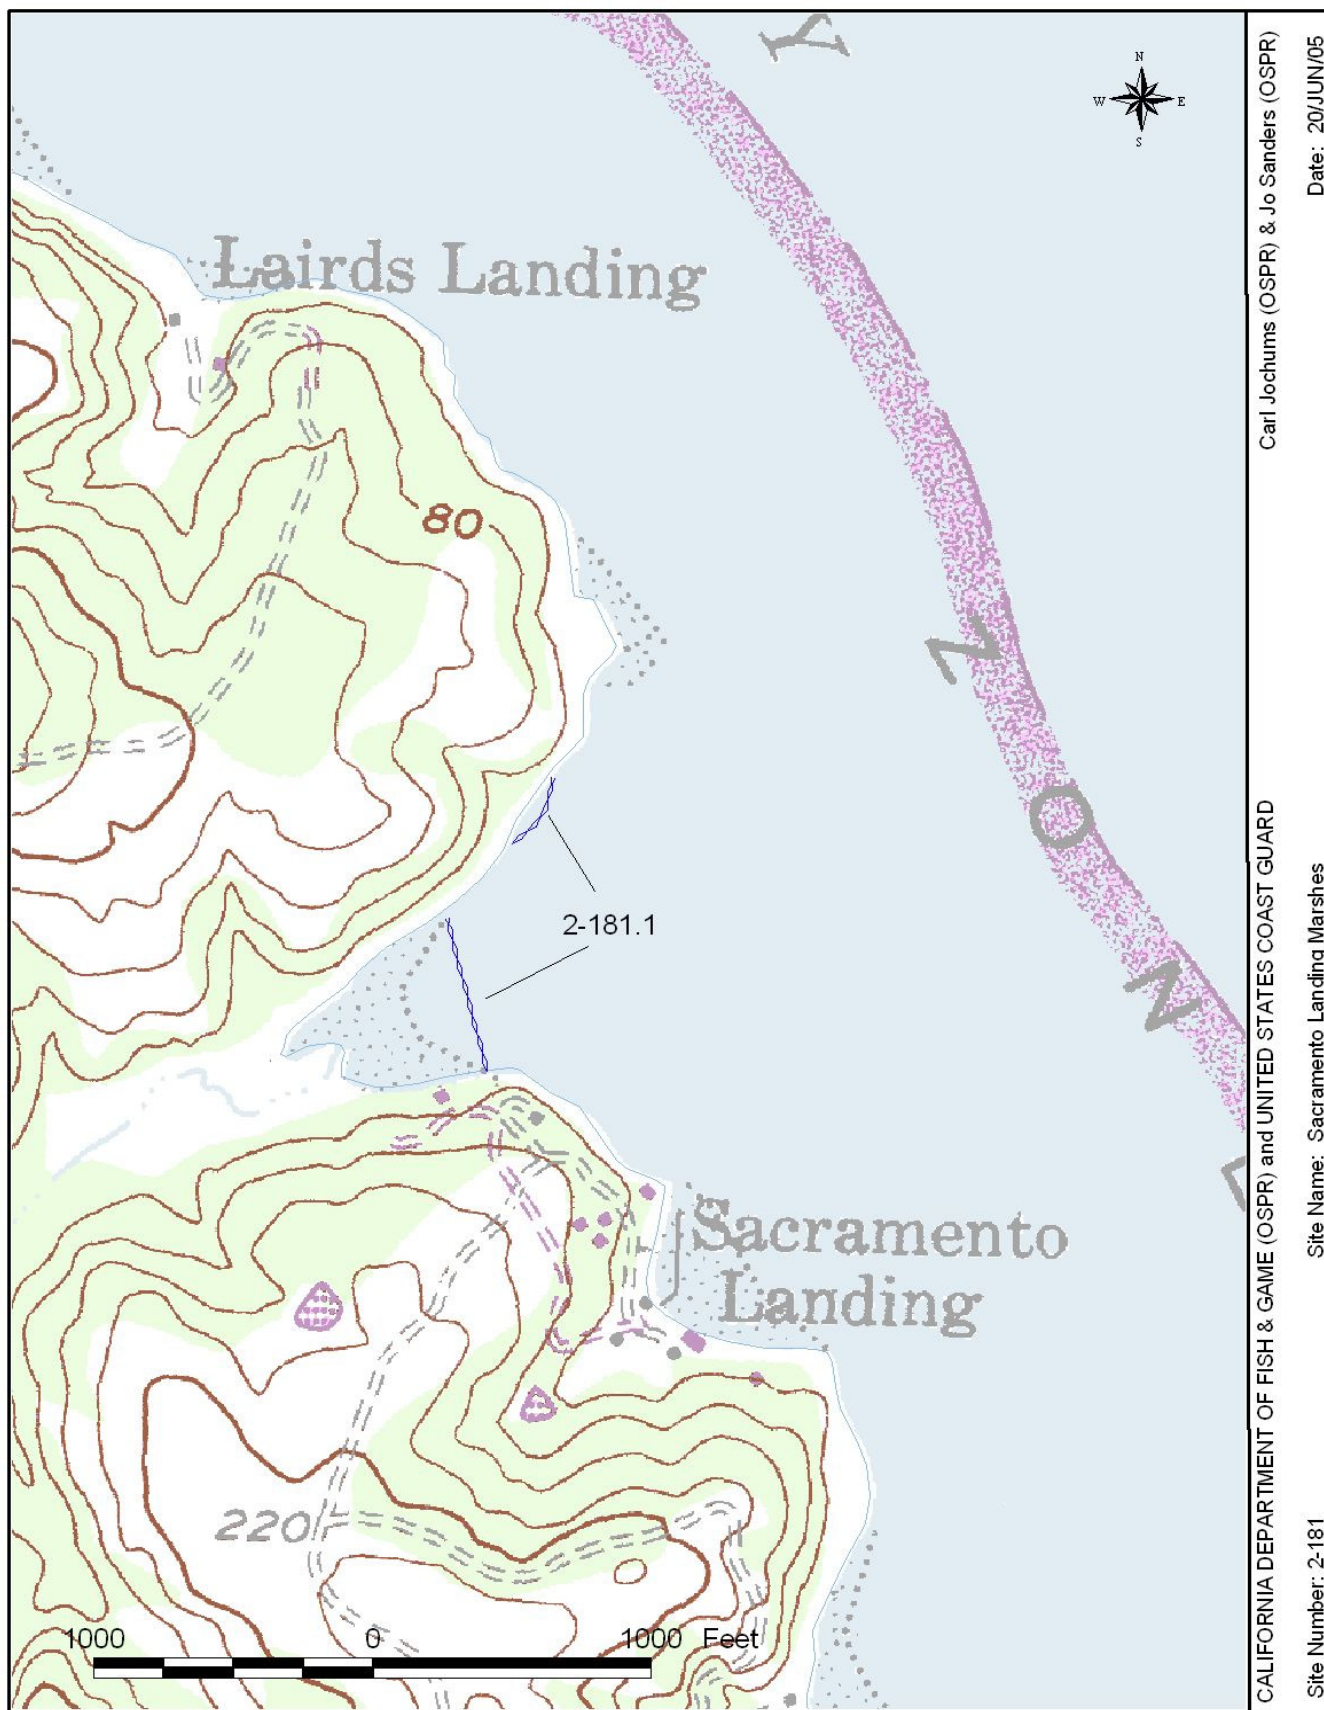 Y
N
W E
S
Lairds Landing
80
Z
O
N
2-181.1
Sacramento
Landing
220T
1000 0 1000 Feet
CALIFORNIA DEPARTMENT OF FISH & GAME (OSPR) and UNITED STATES COAST GUARD
Carl Jochums (OSPR) & Jo Sanders (OSPR)
Site Number: 2-181
Site Name: Sacramento Landing Marshes
Date: 20/JUN/05